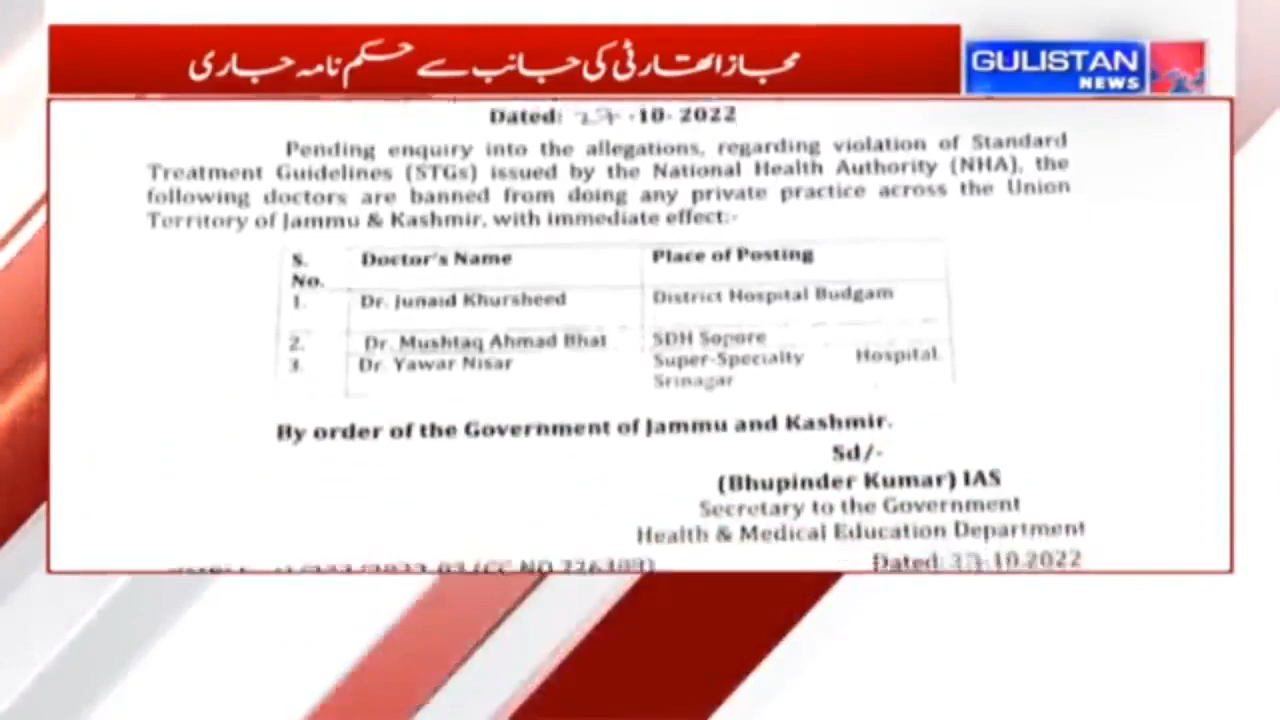 مجاز اتھارٹی کی جانب سے حکم نامہ جاری
GULISTAN
NEWS
Dated: 27-10-2022
Pending enquiry into the allegations, regarding violation of Standard
Treatment Guidelines (STGs) issued by the National Health Authority (NHA), the
following doctors are banned from doing any private practice across the Union
Territory of Jammu & Kashmir, with immediate effect:-
S. Doctor's Name Place of Posting
No.
1. Dr. Junaid Khursheed District Hospital Budgam
2. Dr. Mushtaq Ahmad Bhat SDH Sopore
3. Dr. Yawar Nisar Super-Specialty Hospital
Srinagar
By order of the Government of Jammu and Kashmir.
Sd/-
(Bhupinder Kumar) IAS
Secretary to the Government
Health & Medical Education Department
Dated: .10.2022